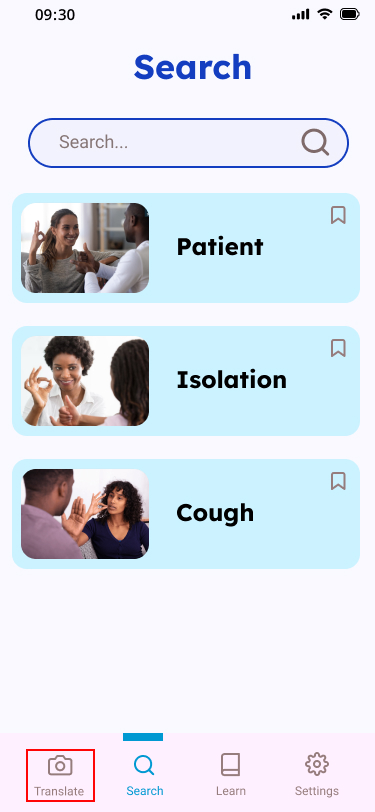 09:30
Search
Search...
Patient
Isolation
Cough
Translate
Search
Learn
Settings